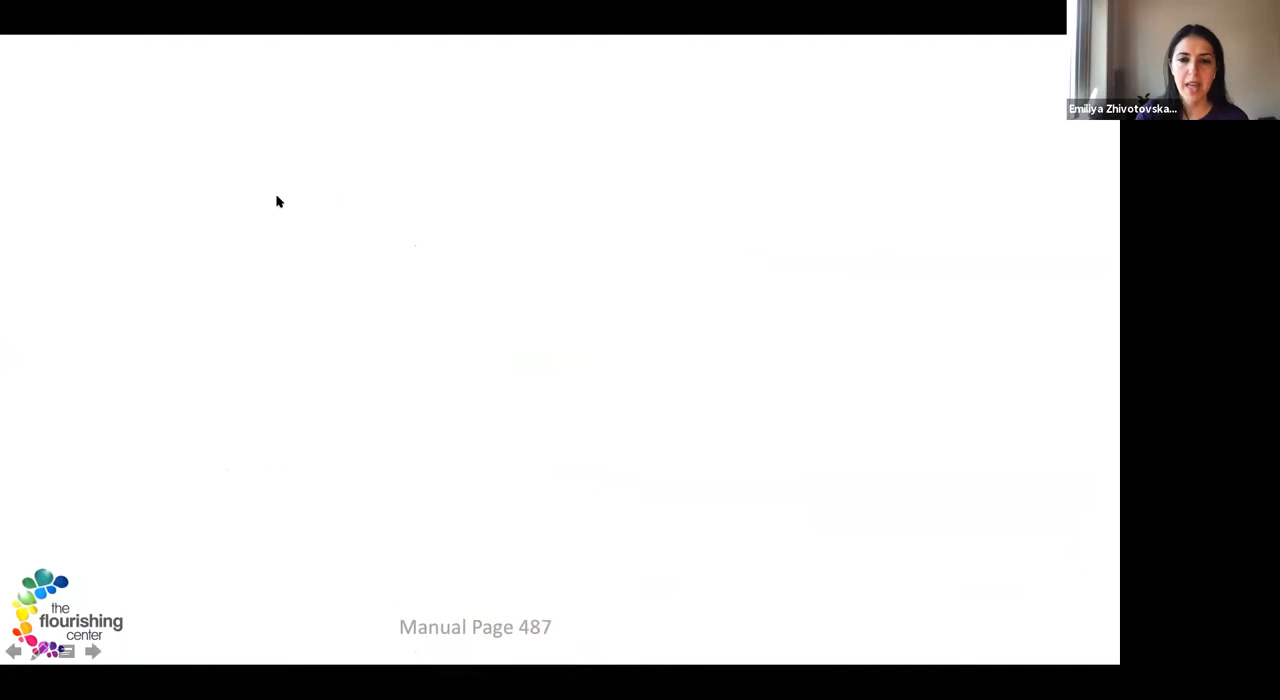 Emiliya Zhivotovska...
the
flourishing
center
Manual Page 487